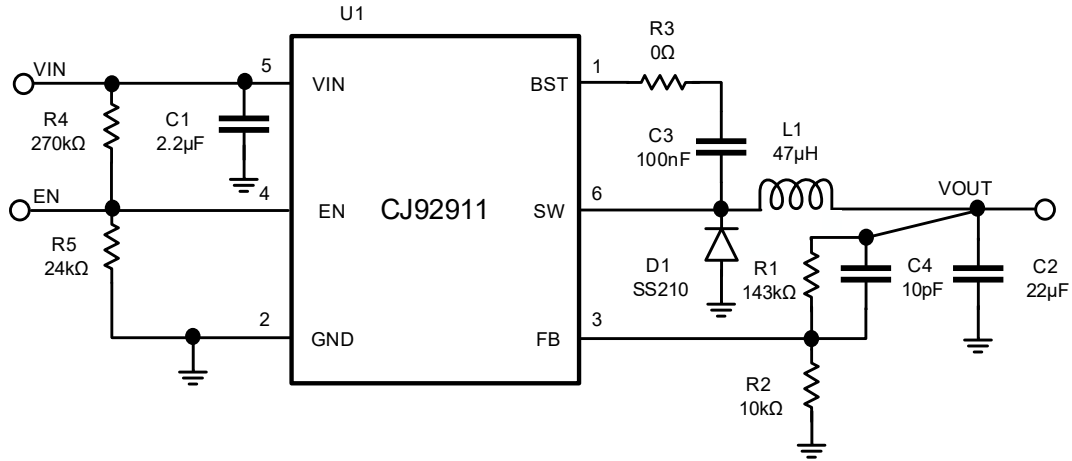 U1
VIN
R4
270kΩ
C1
2.2µF
EN
R5
24kΩ
5
VIN
4
EN
2
GND
CJ92911
1
BST
6
SW
3
FB
R3
0Ω
C3
100nF
L1
47µH
VOUT
D1
SS210
R1
143kΩ
C4
10pF
C2
22µF
R2
10kΩ